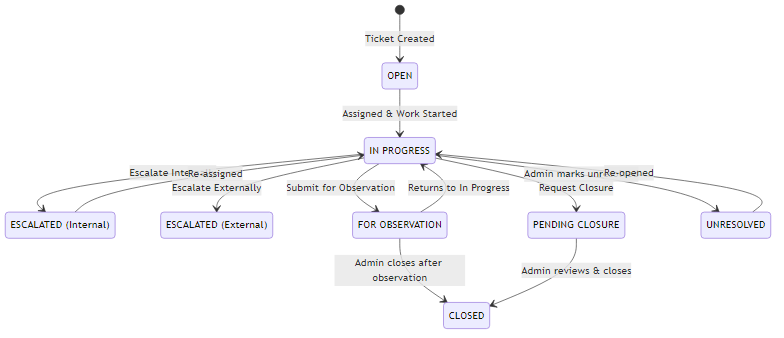 Ticket Created
OPEN
Assigned & Work Started
IN PROGRESS
Escalate Inte
Re-assigned
Admin marks unr
Re-opened
Escalate Externally
Submit for Observation
Returns to In Progress
Request Closure
ESCALATED (Internal)
ESCALATED (External)
FOR OBSERVATION
PENDING CLOSURE
UNRESOLVED
Admin closes after
observation
Admin reviews & closes
CLOSED